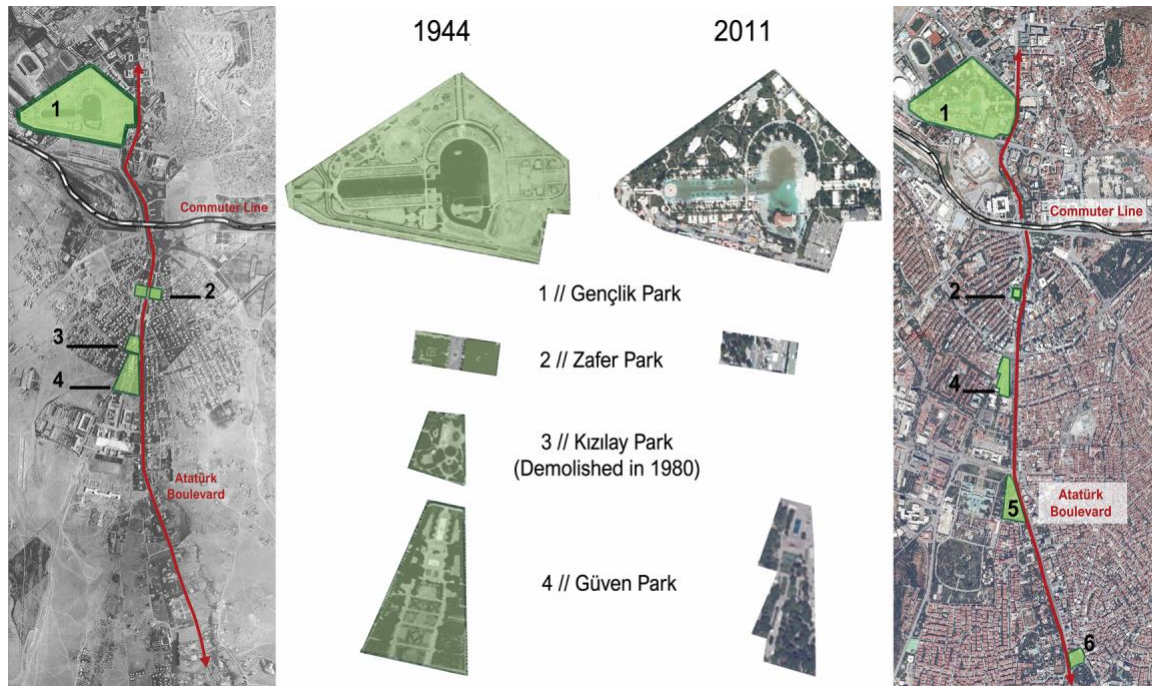 1
Commuter Line
2
3
4
Atatürk
Boulevard
1944
2011
1 // Gençlik Park
2 // Zafer Park
3 // Kızılay Park
(Demolished in 1980)
4 // Güven Park
1
Commuter Line
2
4
5
Atatürk
Boulevard
6